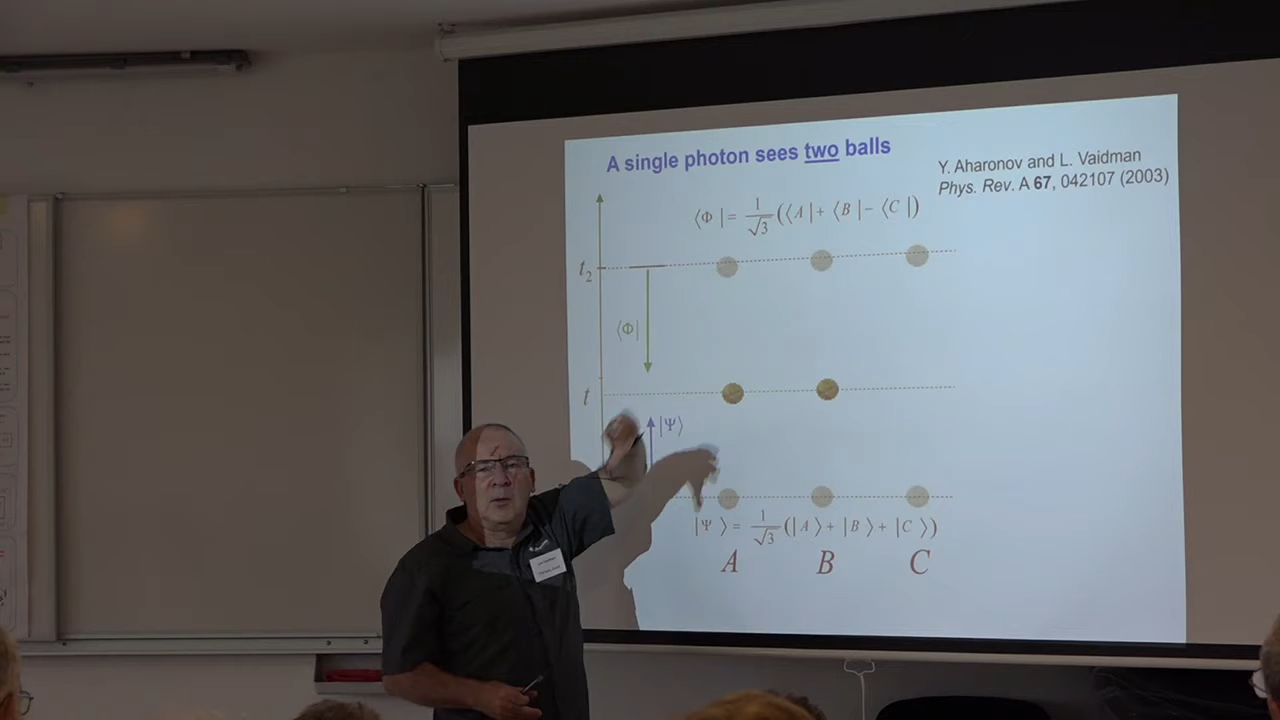 A single photon sees two balls
Y. Aharonov and L. Vaidman
Phys. Rev. A 67, 042107 (2003)
⟨Φ| = 1/√3 (⟨A| + ⟨B| − ⟨C|)
t₂
⟨Φ|
t
|Ψ⟩
|Ψ⟩ = 1/√3 (|A⟩ + |B⟩ + |C⟩)
A B C